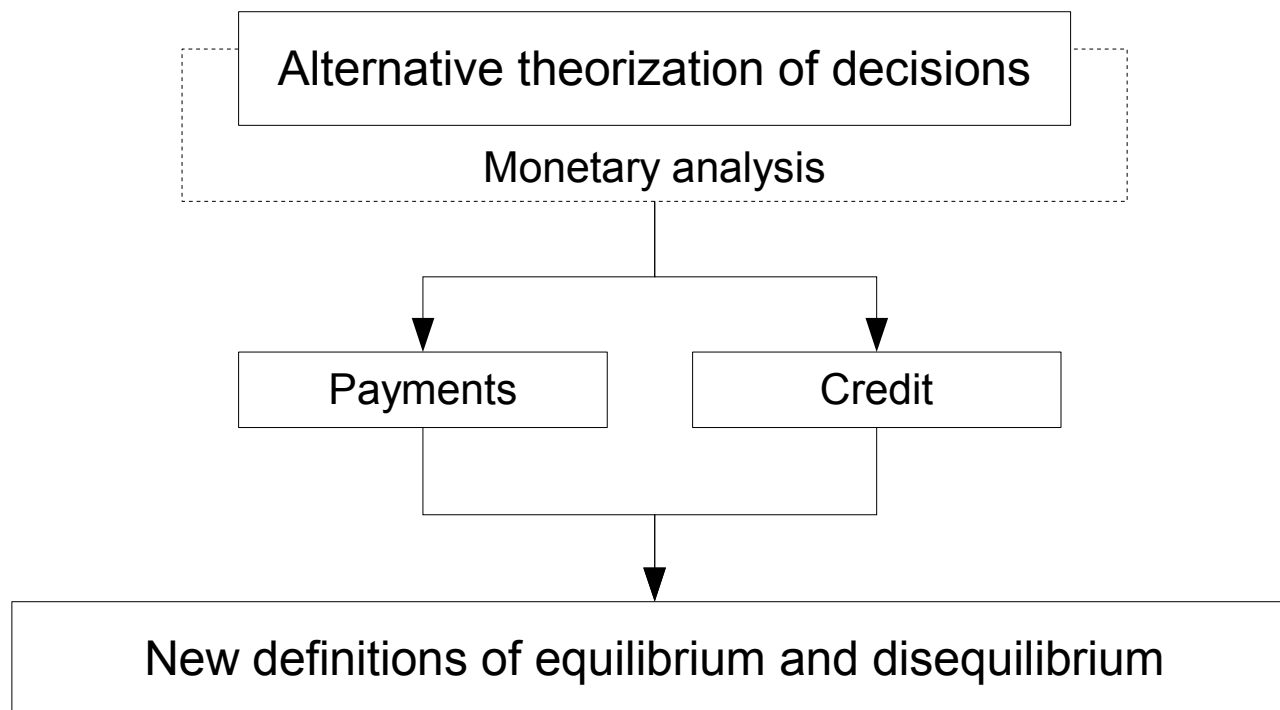 Alternative theorization of decisions
Monetary analysis
Payments
Credit
New definitions of equilibrium and disequilibrium